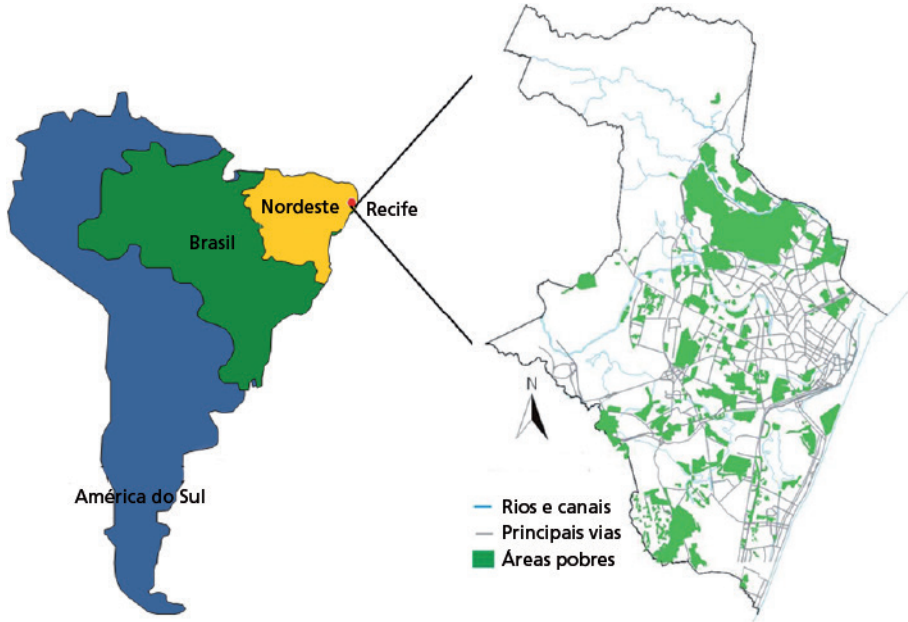 Nordeste
Recife
Brasil
América do Sul
N
Rios e canais
Principais vias
Áreas pobres